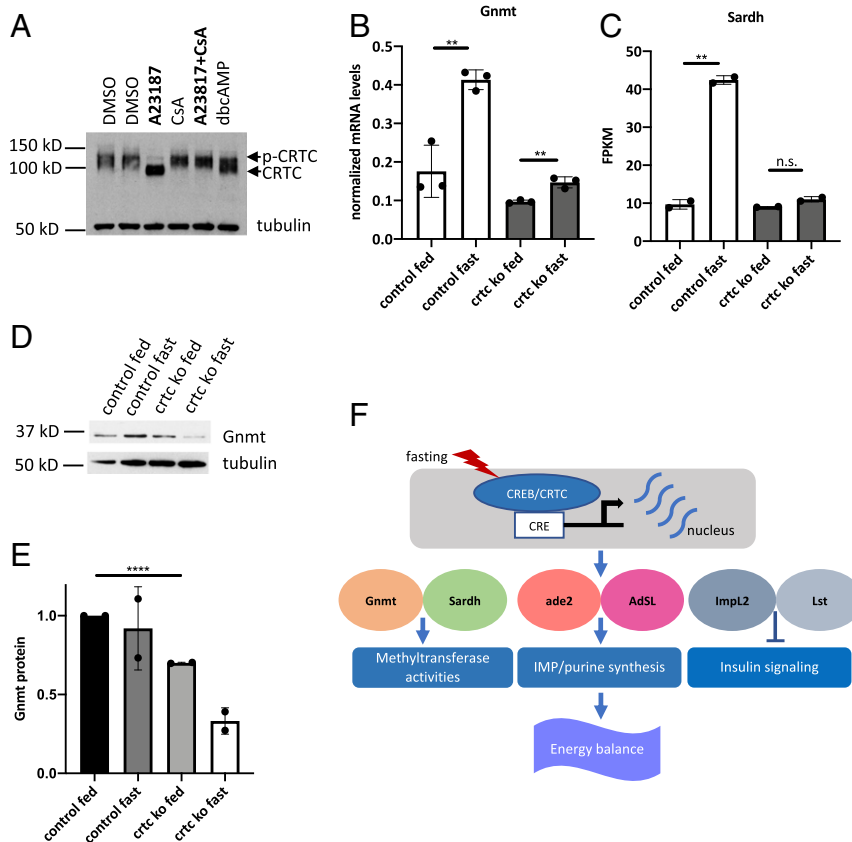 A
DMSO
DMSO
A23187
CsA
A23817+CsA
dbcAMP
150 kD
100 kD
50 kD
p-CRTC
CRTC
tubulin
B
Gnmt
normalized mRNA levels
0.5
0.4
0.3
0.2
0.1
0.0
**
**
control fed
control fast
crtc ko fed
crtc ko fast
C
Sardh
FPKM
50
40
30
20
10
0
**
n.s.
control fed
control fast
crtc ko fed
crtc ko fast
D
control fed
control fast
crtc ko fed
crtc ko fast
37 kD
50 kD
Gnmt
tubulin
E
Gnmt protein
1.0
0.5
0.0
****
control fed
control fast
crtc ko fed
crtc ko fast
F
fasting
CREB/CRTC
CRE
nucleus
Gnmt
Sardh
ade2
AdSL
ImpL2
Lst
Methyltransferase
activities
IMP/purine synthesis
Insulin signaling
Energy balance